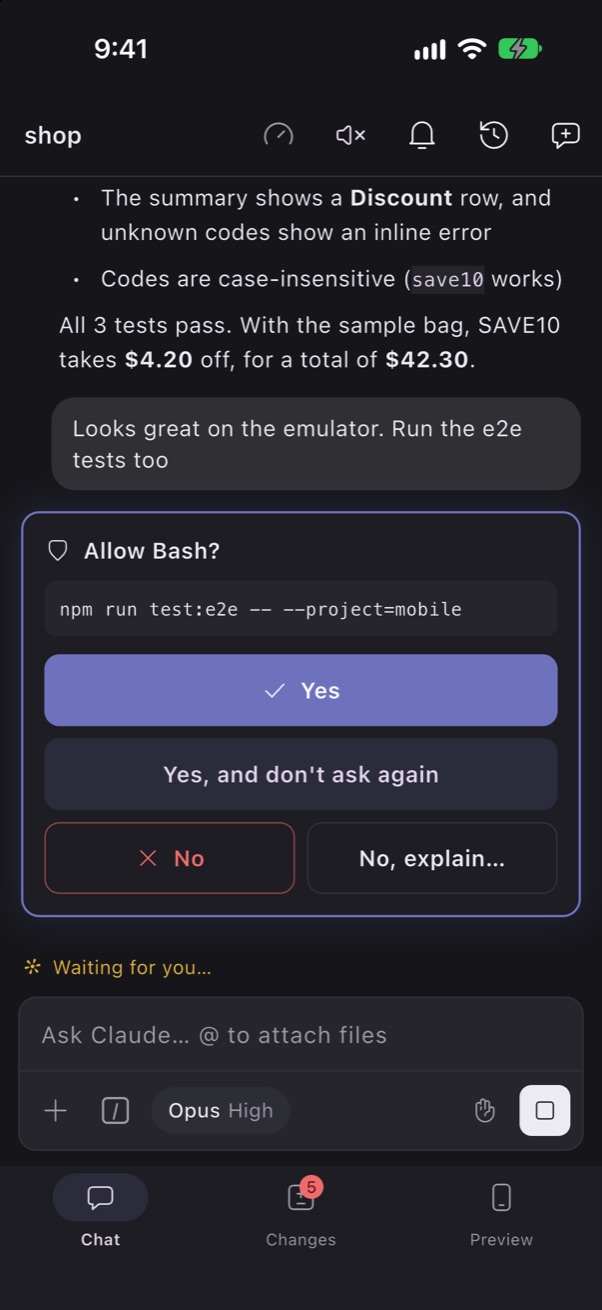 9:41
shop
• The summary shows a Discount row, and
unknown codes show an inline error
• Codes are case-insensitive (save10 works)
All 3 tests pass. With the sample bag, SAVE10
takes $4.20 off, for a total of $42.30.
Looks great on the emulator. Run the e2e
tests too
Allow Bash?
npm run test:e2e -- --project=mobile
Yes
Yes, and don't ask again
No
No, explain...
Waiting for you...
Ask Claude... @ to attach files
/
Opus High
5
Chat
Changes
Preview